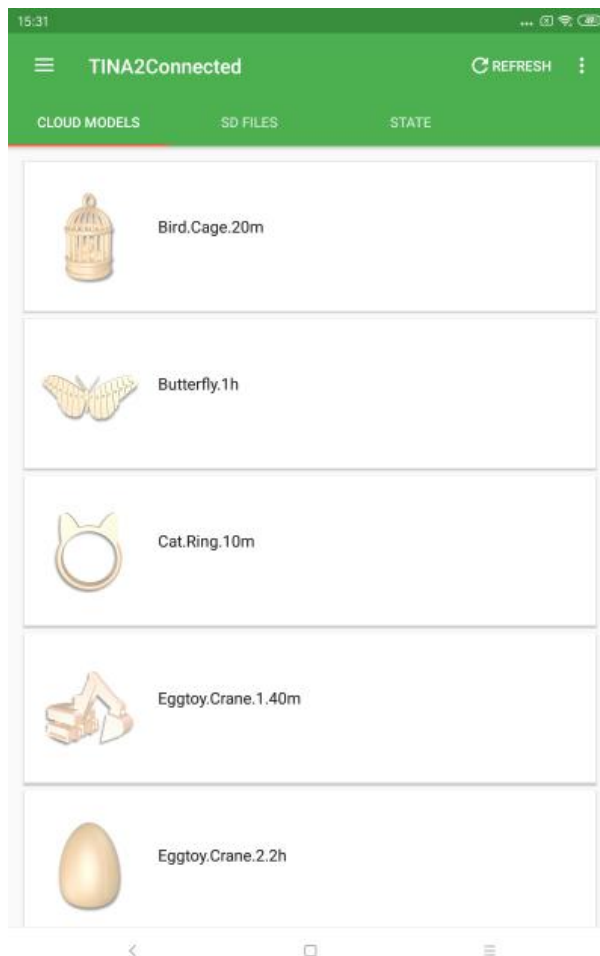 15:31
TINA2Connected
REFRESH
CLOUD MODELS
SD FILES
STATE
Bird.Cage.20m
Butterfly.1h
Cat.Ring.10m
Eggtoy.Crane.1.40m
Eggtoy.Crane.2.2h